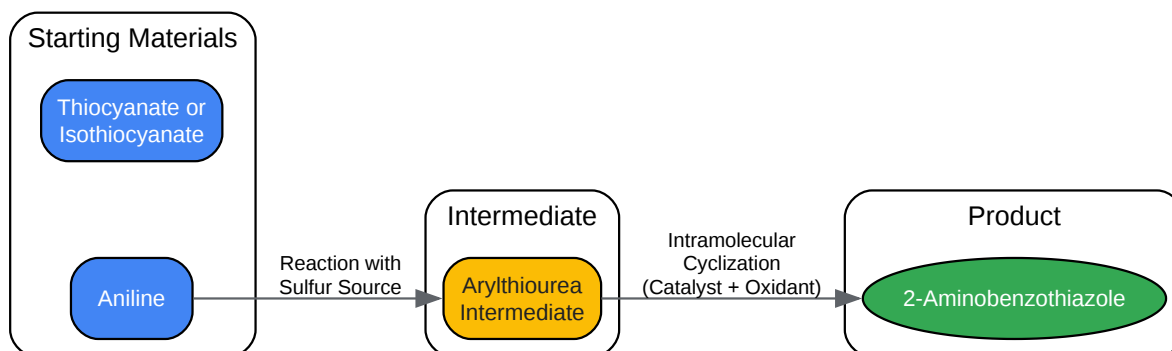 Starting Materials
Thiocyanate or
Isothiocyanate
Aniline
Reaction with
Sulfur Source
Intermediate
Arylthiourea
Intermediate
Intramolecular
Cyclization
(Catalyst + Oxidant)
Product
2-Aminobenzothiazole